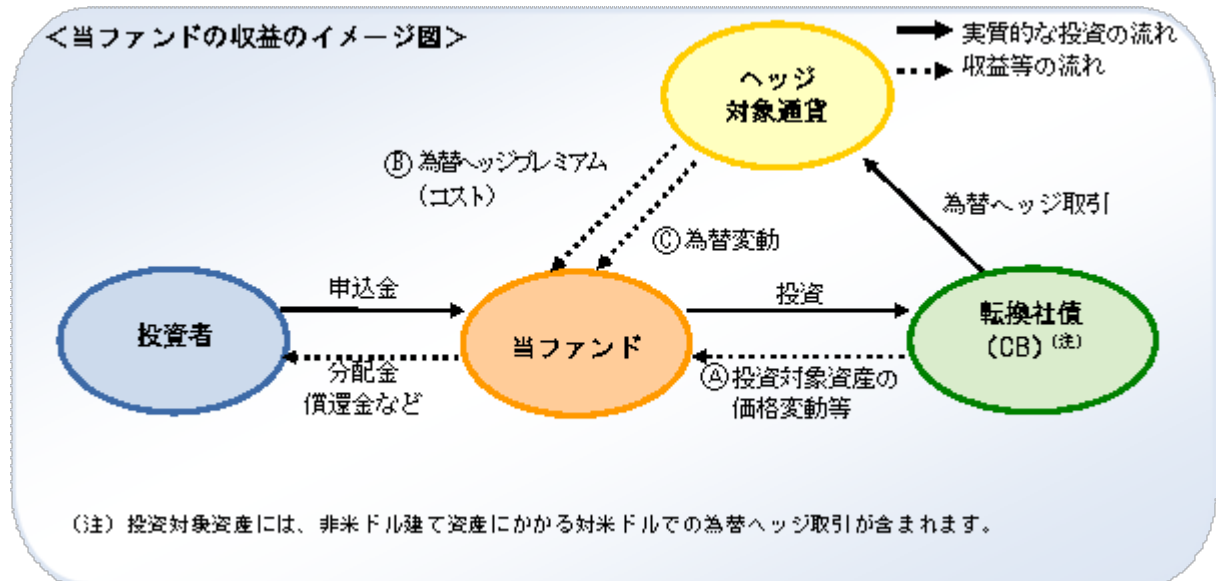 ＜当ファンドの収益のイメージ図＞
実質的な投資の流れ
収益等の流れ
ヘッジ
対象通貨
Ⓑ為替ヘッジプレミアム
（コスト）
Ⓒ為替変動
為替ヘッジ取引
投資者
申込金
分配金
償還金など
当ファンド
投資
Ⓐ投資対象資産の
価格変動等
転換社債
（CB）（注）
（注）投資対象資産には、非米ドル建て資産にかかる対米ドルでの為替ヘッジ取引が含まれます。